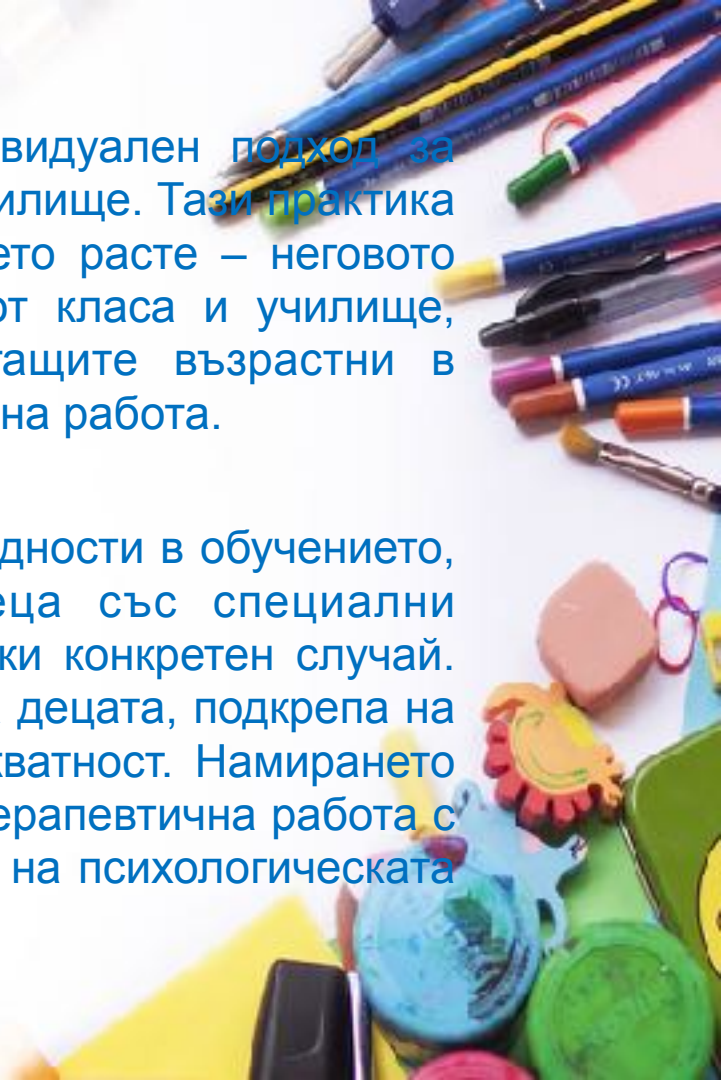 видуален подход за
илище. Тази практика
ето расте – неговото
от класа и училище,
гащите възрастни в
на работа.
дности в обучението,
еца със специални
ки конкретен случай.
децата, подкрепа на
кватност. Намирането
ерапевтична работа с
на психологическата